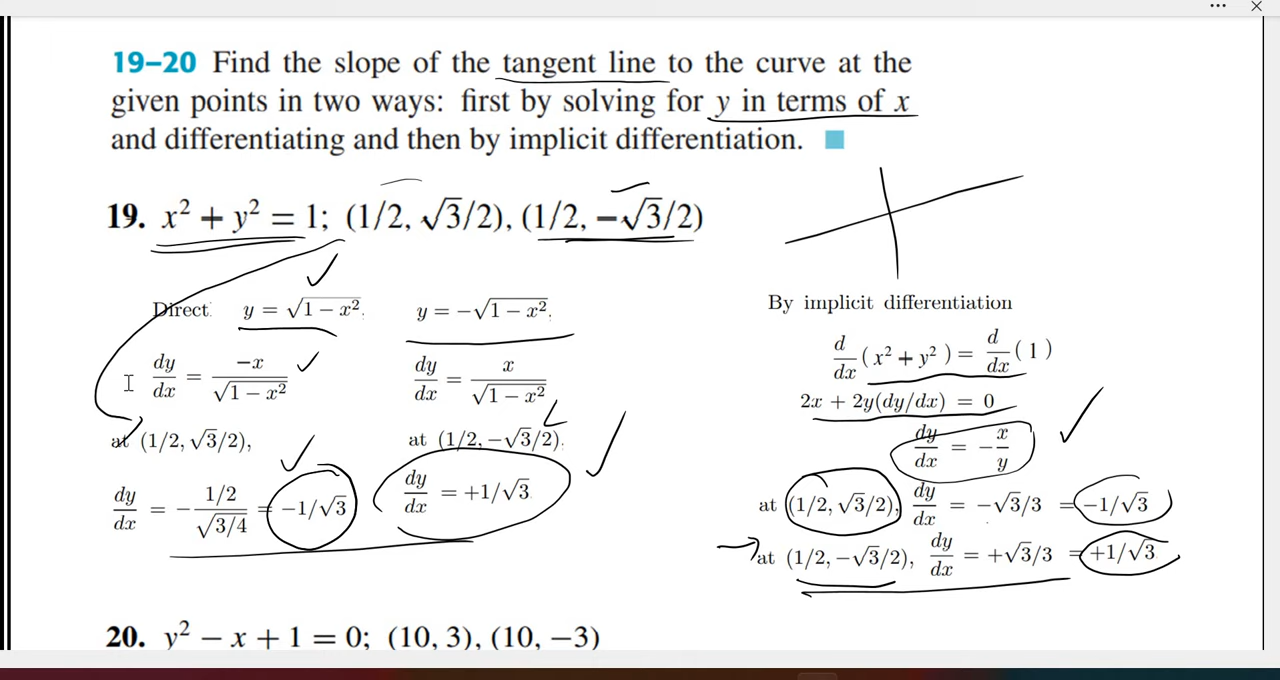 19–20 Find the slope of the tangent line to the curve at the
given points in two ways: first by solving for y in terms of x
and differentiating and then by implicit differentiation.
19. x² + y² = 1; (1/2, √3/2), (1/2, −√3/2)
Direct: y = √(1 − x²).
dy/dx = −x/√(1 − x²)
at (1/2, √3/2),
dy/dx = −(1/2)/√(3/4) = −1/√3
y = −√(1 − x²).
dy/dx = x/√(1 − x²)
at (1/2, −√3/2).
dy/dx = +1/√3
By implicit differentiation
d/dx (x² + y²) = d/dx (1)
2x + 2y(dy/dx) = 0
dy/dx = −x/y
at (1/2, √3/2), dy/dx = −√3/3 = −1/√3
at (1/2, −√3/2), dy/dx = +√3/3 = +1/√3
20. y² − x + 1 = 0; (10, 3), (10, −3)